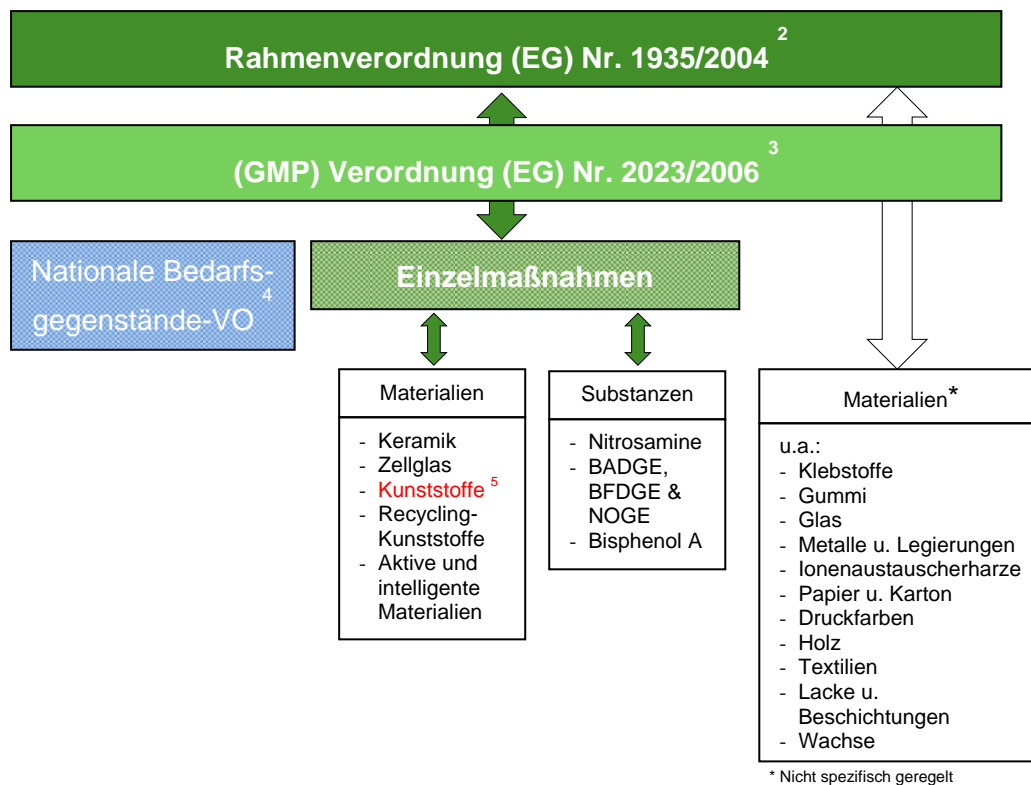 Rahmenverordnung (EG) Nr. 1935/2004 2
(GMP) Verordnung (EG) Nr. 2023/2006 3
Nationale Bedarfs-
gegenstände-VO 4
Einzelmaßnahmen
Materialien
- Keramik
- Zellglas
- Kunststoffe 5
- Recycling-
Kunststoffe
- Aktive und
intelligente
Materialien
Substanzen
- Nitrosamine
- BADGE,
BFDGE &
NOGE
- Bisphenol A
Materialien*
u.a.:
- Klebstoffe
- Gummi
- Glas
- Metalle u. Legierungen
- Ionenaustauscherharze
- Papier u. Karton
- Druckfarben
- Holz
- Textilien
- Lacke u.
Beschichtungen
- Wachse
* Nicht spezifisch geregelt